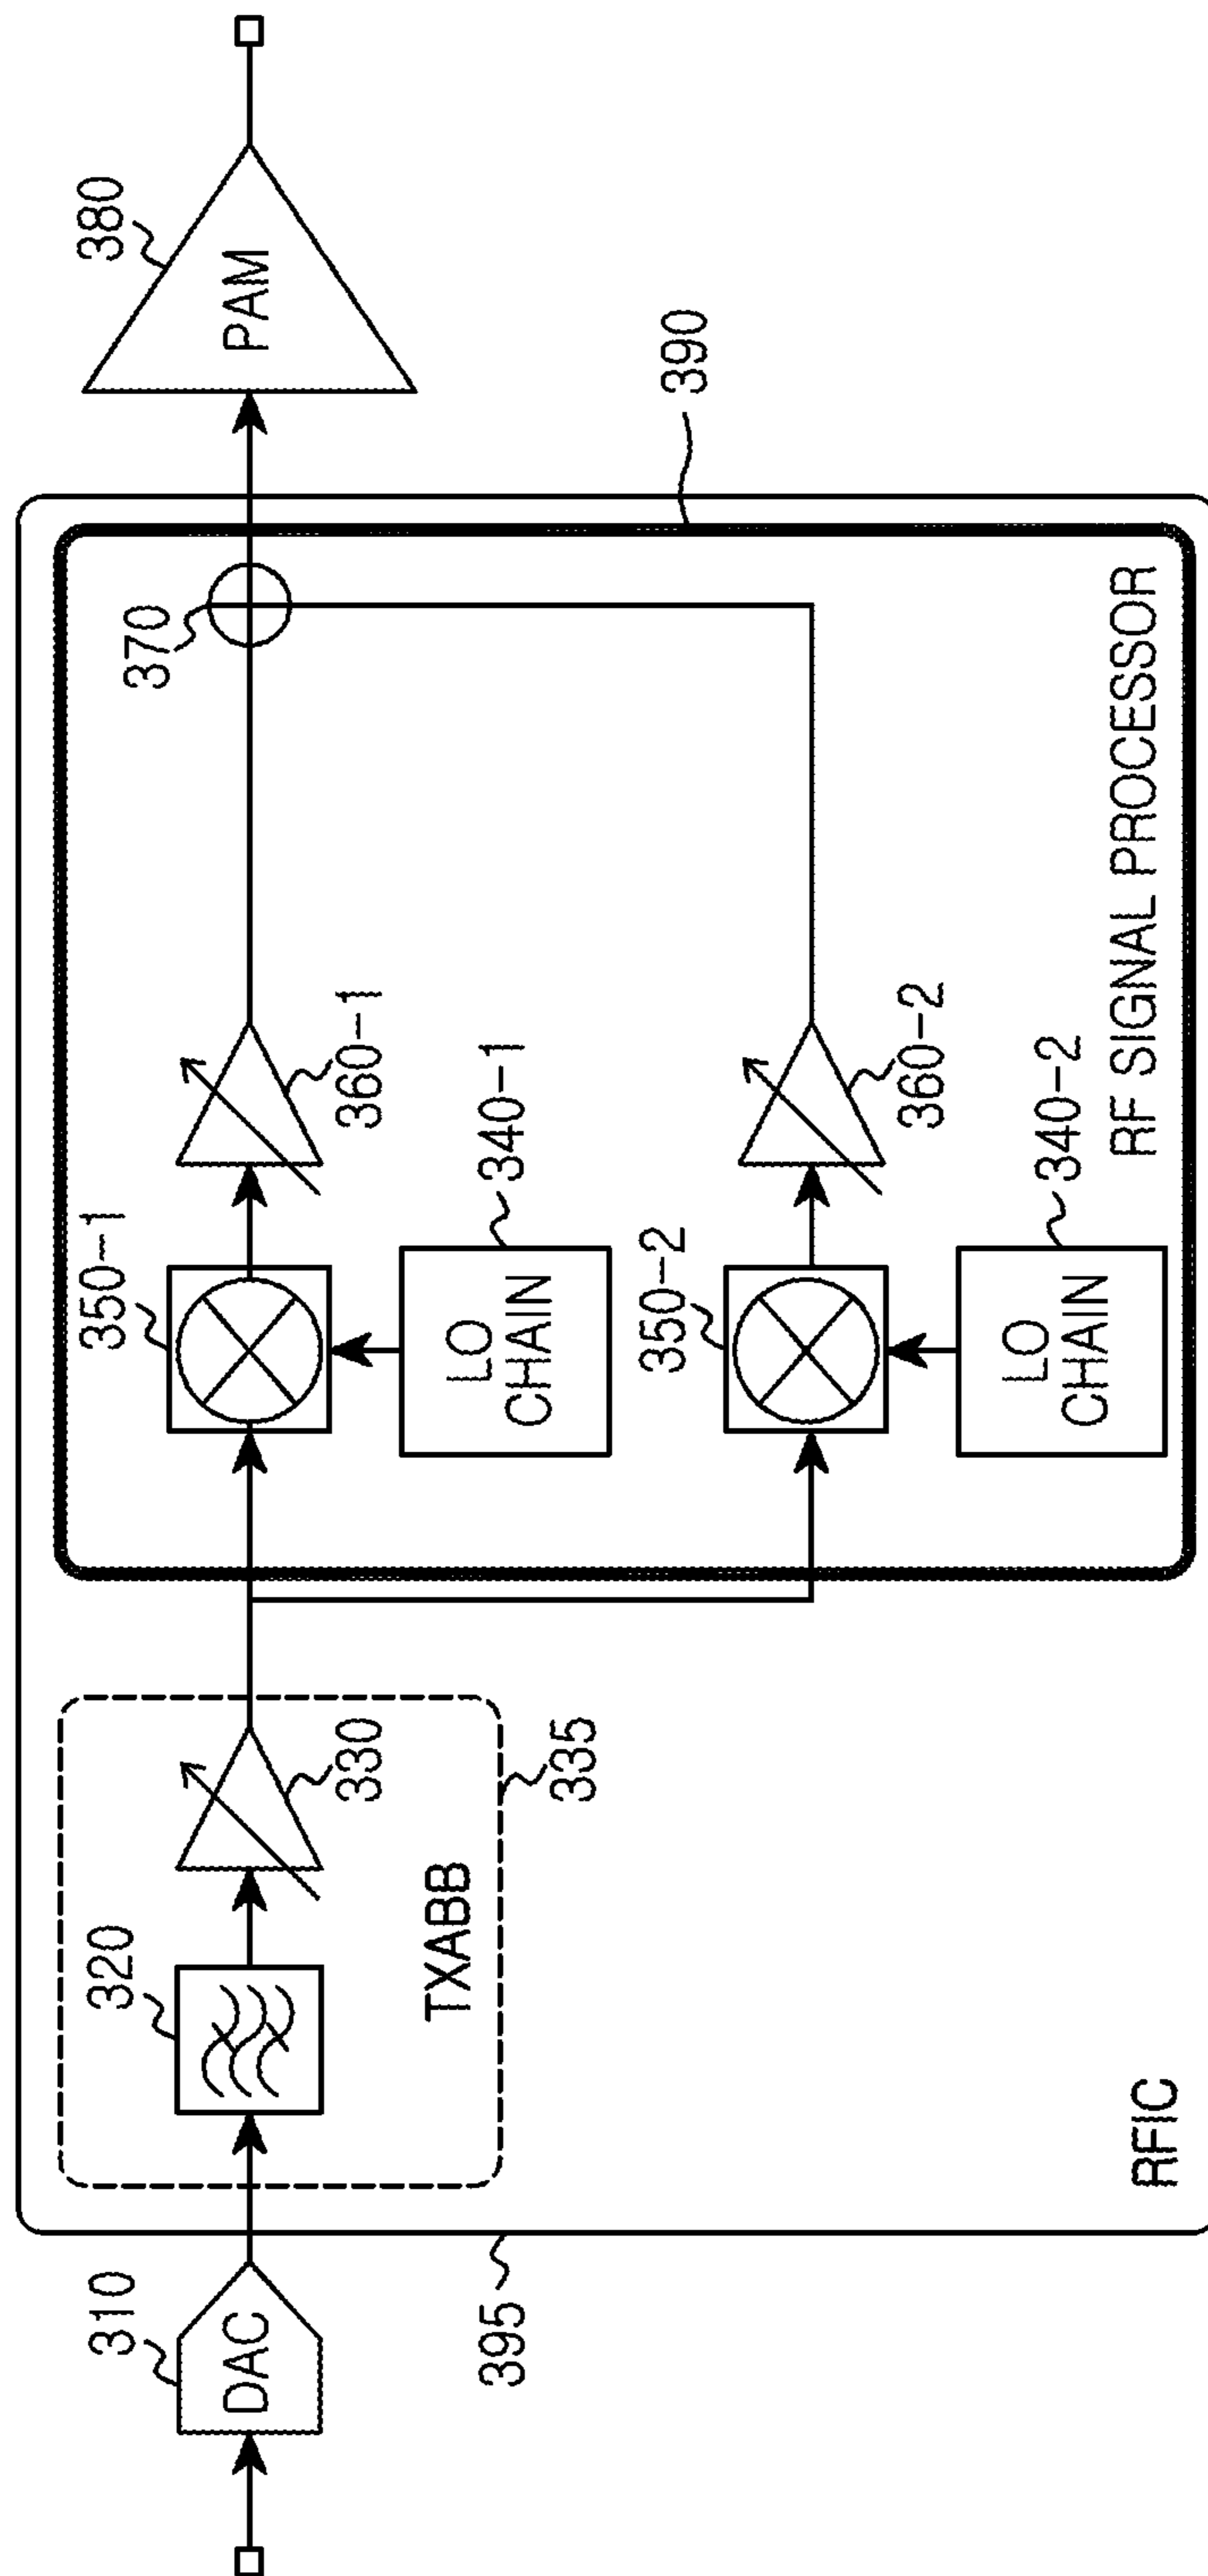 310
DAC
395
RFIC
320
330
335
TXABB
350-1
360-1
LO
CHAIN
340-1
350-2
360-2
LO
CHAIN
340-2
370
RF SIGNAL PROCESSOR
390
380
PAM